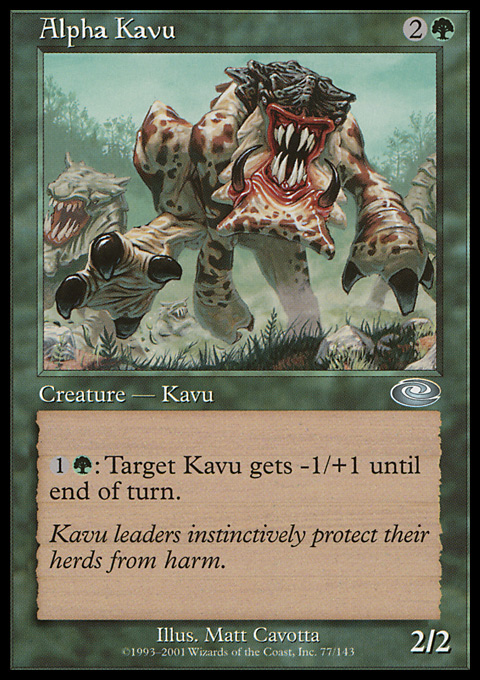 Alpha Kavu 2
Creature — Kavu
1 : Target Kavu gets -1/+1 until
end of turn.
Kavu leaders instinctively protect their
herds from harm.
Illus. Matt Cavotta
©1993–2001 Wizards of the Coast, Inc. 77/143
2/2